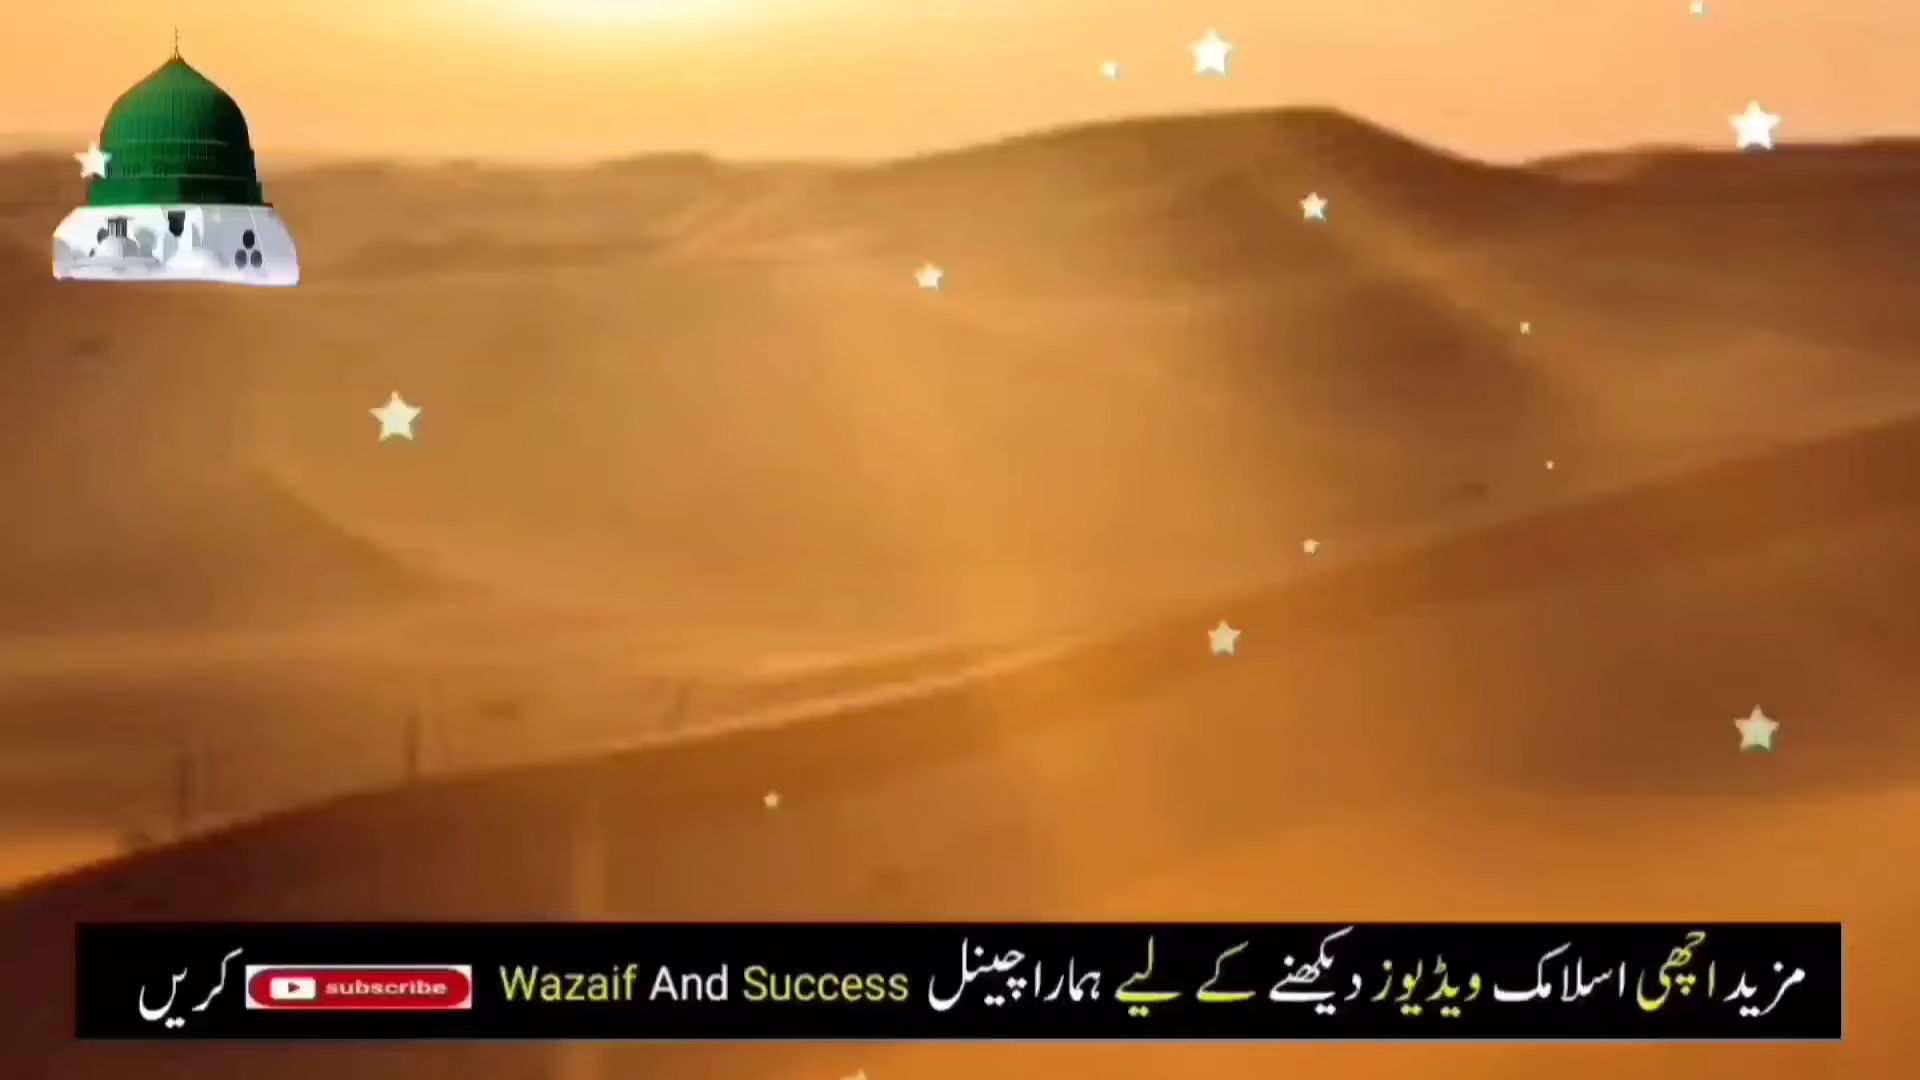 مزید اچھی اسلامک ویڈیوز دیکھنے کے لیے ہمارا چینل Wazaif And Success subscribe کریں